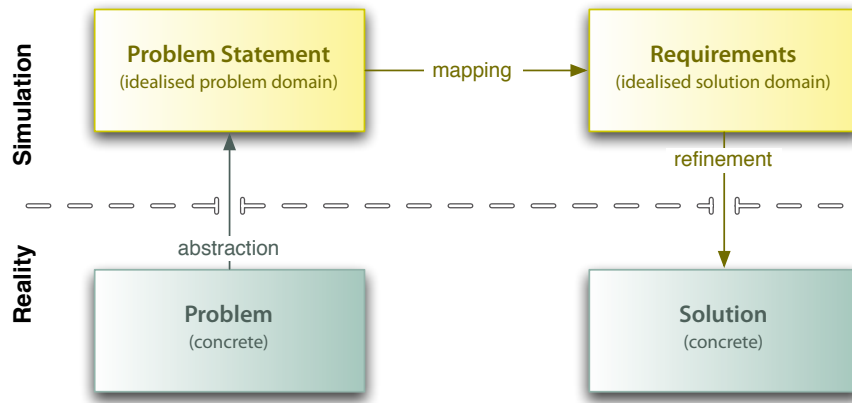 Simulation
Problem Statement
(idealised problem domain)
mapping
Requirements
(idealised solution domain)
refinement
abstraction
Reality
Problem
(concrete)
Solution
(concrete)